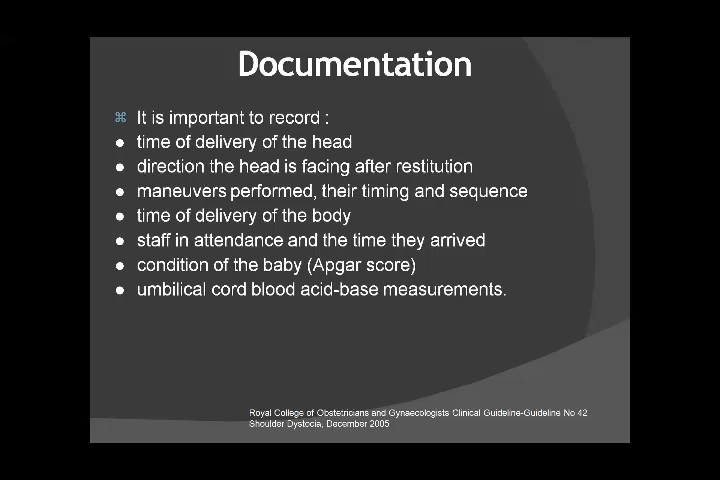 Documentation
⌘ It is important to record :
● time of delivery of the head
● direction the head is facing after restitution
● maneuvers performed, their timing and sequence
● time of delivery of the body
● staff in attendance and the time they arrived
● condition of the baby (Apgar score)
● umbilical cord blood acid-base measurements.
Royal College of Obstetricians and Gynaecologists Clinical Guideline-Guideline No 42
Shoulder Dystocia, December 2005